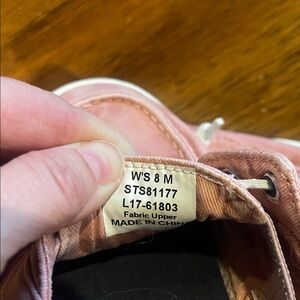 W'S 8 M
STS81177
L17-61803
Fabric Upper
MADE IN CHINA